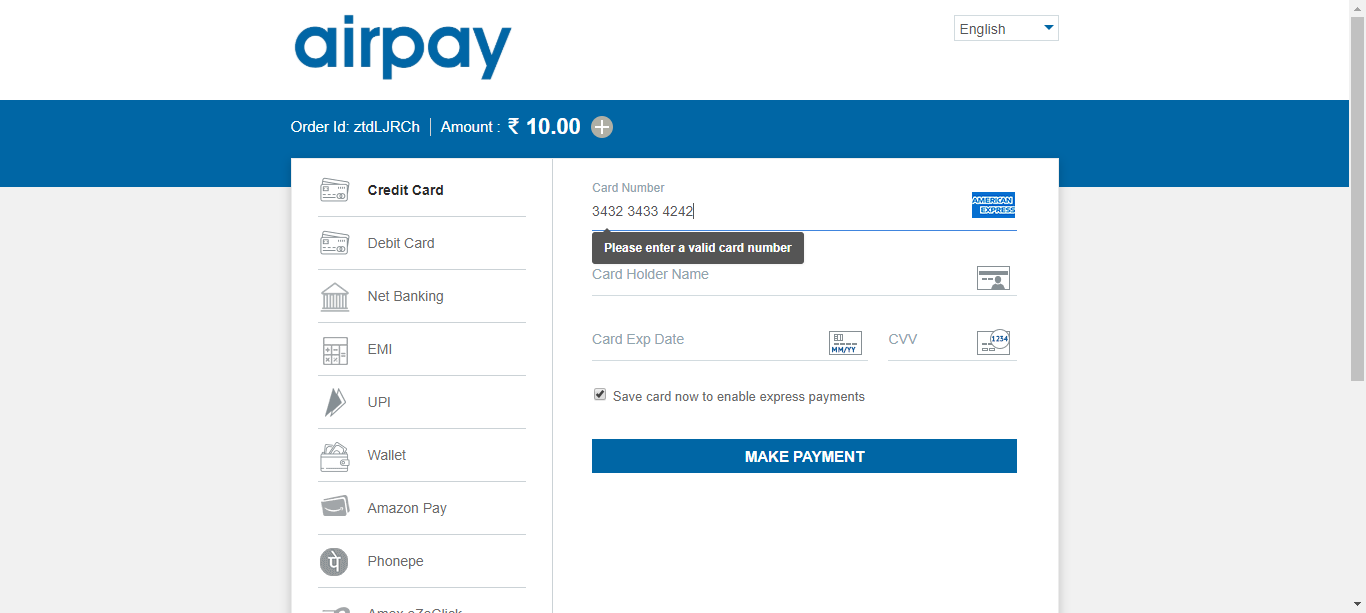 airpay
English
Order Id: ztdLJRCh | Amount : ₹ 10.00
Credit Card
Debit Card
Net Banking
EMI
UPI
Wallet
Amazon Pay
Phonepe
Amex eZeClick
Card Number
3432 3433 4242
AMERICAN
EXPRESS
Please enter a valid card number
Card Holder Name
Card Exp Date
MM/YY
CVV
1234
Save card now to enable express payments
MAKE PAYMENT